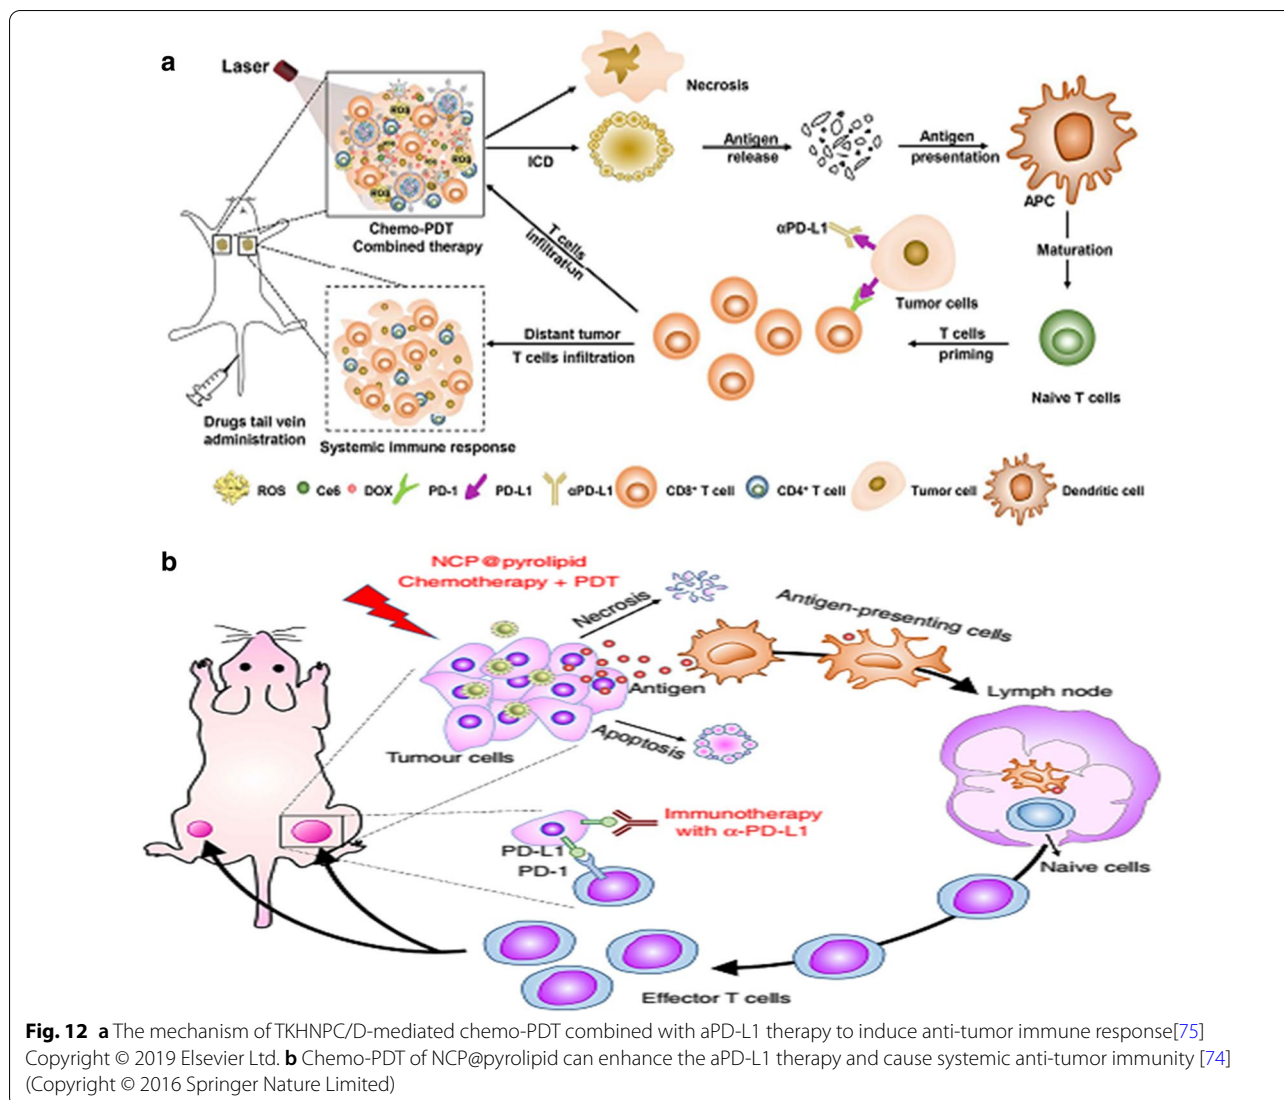 a
Laser
ROS
ROS
ROS
ROS
Chemo-PDT
Combined therapy
Necrosis
ICD
Antigen
release
Antigen
presentation
APC
Maturation
αPD-L1
Tumor cells
T cells
infiltration
Distant tumor
T cells infiltration
T cells
priming
Naive T cells
Drugs tail vein
administration
Systemic immune response
ROS Ce6 DOX PD-1 PD-L1 αPD-L1 CD8+ T cell CD4+ T cell Tumor cell Dendritic cell
b
NCP@pyrolipid
Chemotherapy + PDT
Necrosis
Antigen-presenting cells
Antigen
Lymph node
Apoptosis
Tumour cells
Immunotherapy
with α-PD-L1
PD-L1
PD-1
Naive cells
Effector T cells
Fig. 12 a The mechanism of TKHNPC/D-mediated chemo-PDT combined with aPD-L1 therapy to induce anti-tumor immune response[75]
Copyright © 2019 Elsevier Ltd. b Chemo-PDT of NCP@pyrolipid can enhance the aPD-L1 therapy and cause systemic anti-tumor immunity [74]
(Copyright © 2016 Springer Nature Limited)